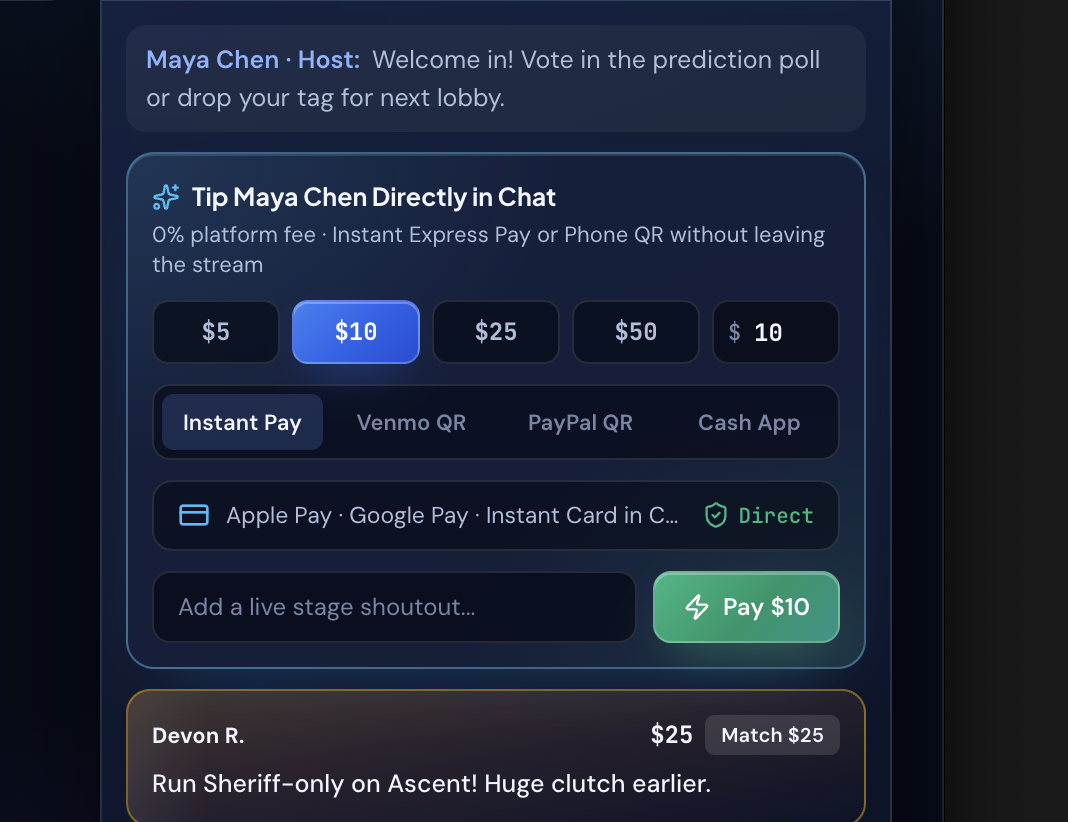 Maya Chen · Host: Welcome in! Vote in the prediction poll
or drop your tag for next lobby.
Tip Maya Chen Directly in Chat
0% platform fee · Instant Express Pay or Phone QR without leaving
the stream
$5 $10 $25 $50 $ 10
Instant Pay Venmo QR PayPal QR Cash App
Apple Pay · Google Pay · Instant Card in C... Direct
Add a live stage shoutout...
Pay $10
Devon R. $25 Match $25
Run Sheriff-only on Ascent! Huge clutch earlier.